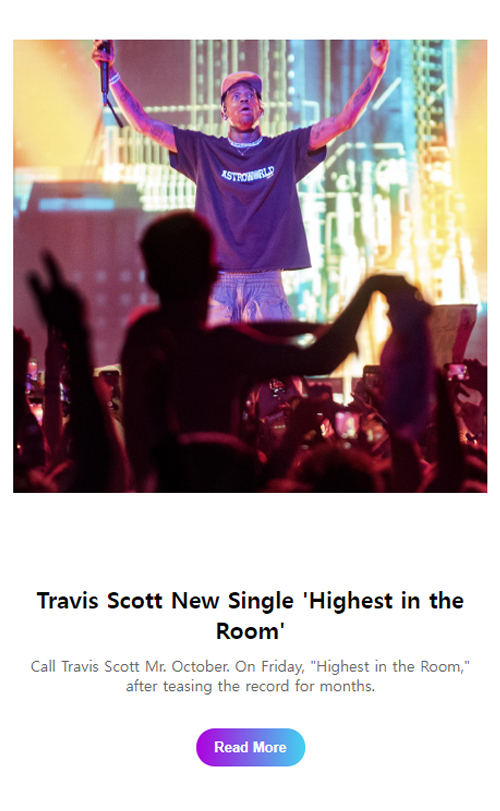 ASTROWORLD
Travis Scott New Single 'Highest in the
Room'
Call Travis Scott Mr. October. On Friday, "Highest in the Room,"
after teasing the record for months.
Read More